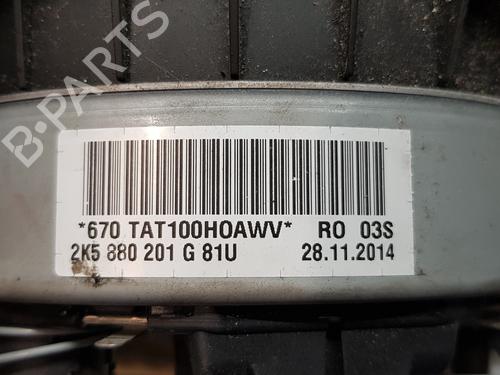 B-PARTS
*670 TAT100HOAWV* RO 03S
2K5 880 201 G 81U 28.11.2014